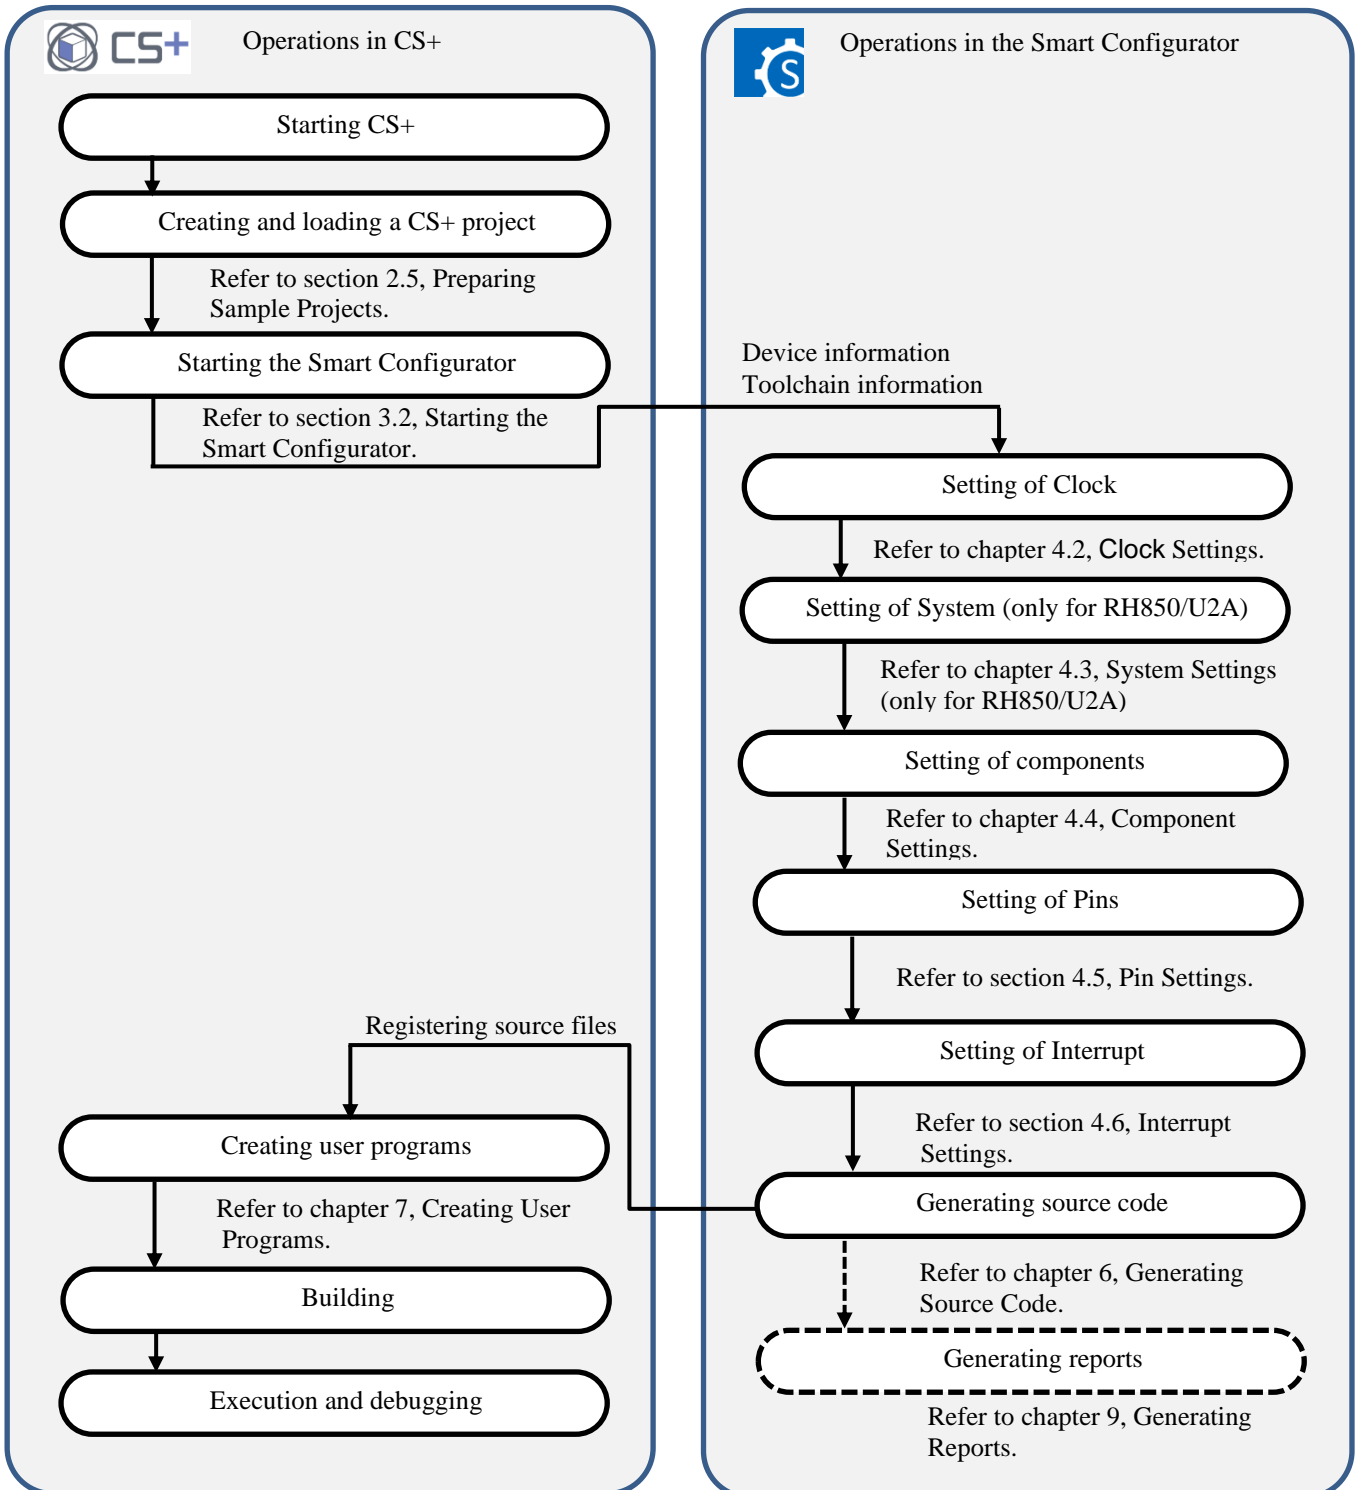 CS+
Operations in CS+
Starting CS+
Creating and loading a CS+ project
Refer to section 2.5, Preparing
Sample Projects.
Starting the Smart Configurator
Refer to section 3.2, Starting the
Smart Configurator.
S
Operations in the Smart Configurator
Device information
Toolchain information
Setting of Clock
Refer to chapter 4.2, Clock Settings.
Setting of System (only for RH850/U2A)
Refer to chapter 4.3, System Settings
(only for RH850/U2A)
Setting of components
Refer to chapter 4.4, Component
Settings.
Setting of Pins
Refer to section 4.5, Pin Settings.
Setting of Interrupt
Refer to section 4.6, Interrupt
Settings.
Generating source code
Refer to chapter 6, Generating
Source Code.
Generating reports
Refer to chapter 9, Generating
Reports.
Registering source files
Creating user programs
Refer to chapter 7, Creating User
Programs.
Building
Execution and debugging